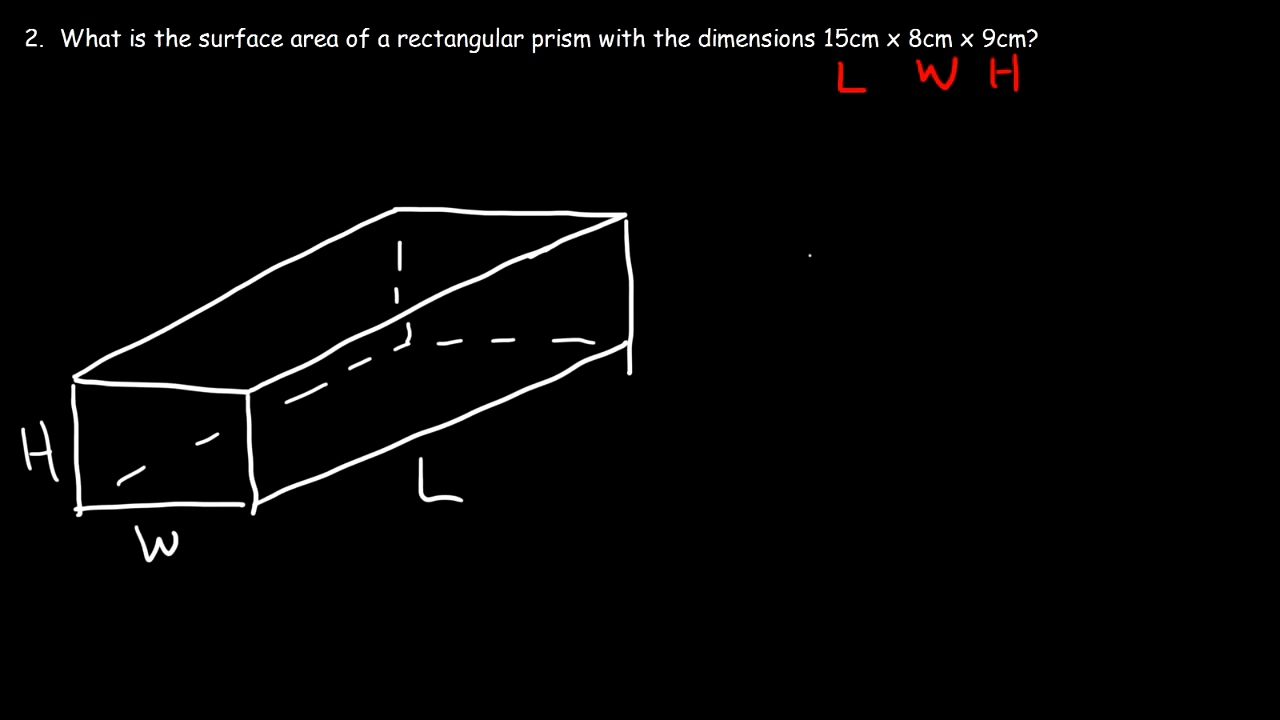 2. What is the surface area of a rectangular prism with the dimensions 15cm x 8cm x 9cm?
L W H
H
L
W